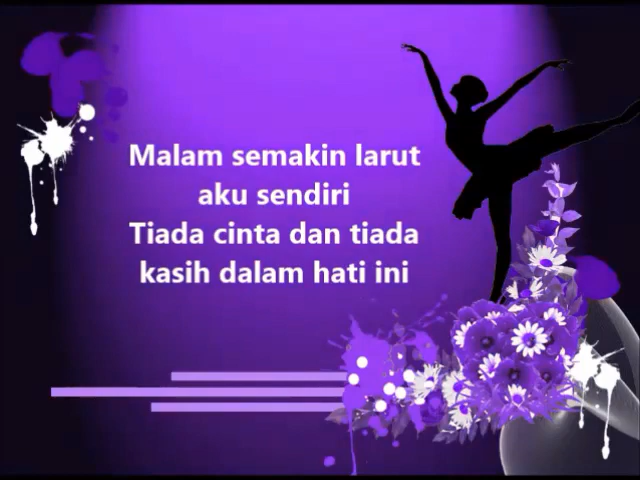 Malam semakin larut
aku sendiri
Tiada cinta dan tiada
kasih dalam hati ini